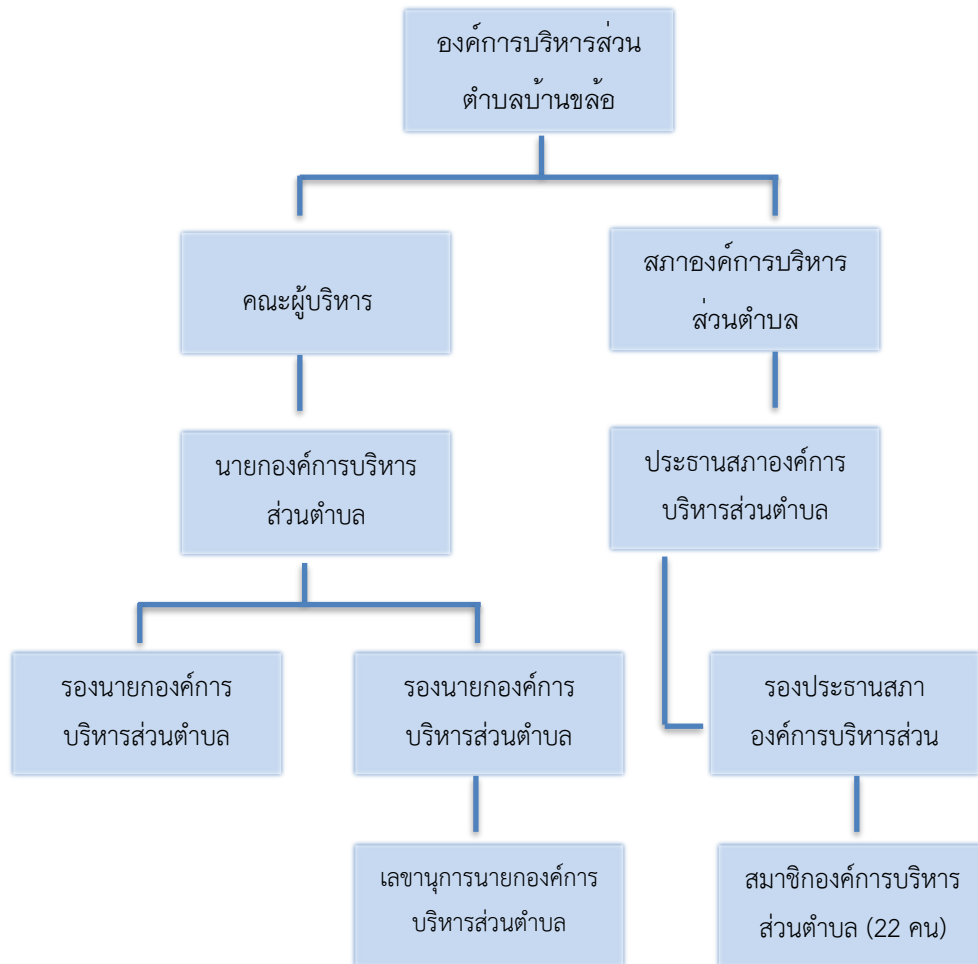 องค์การบริหารส่วน
ตำบลบ้านขล้อ
คณะผู้บริหาร
สภาองค์การบริหาร
ส่วนตำบล
นายกองค์การบริหาร
ส่วนตำบล
ประธานสภาองค์การ
บริหารส่วนตำบล
รองนายกองค์การ
บริหารส่วนตำบล
รองนายกองค์การ
บริหารส่วนตำบล
รองประธานสภา
องค์การบริหารส่วน
เลขานุการนายกองค์การ
บริหารส่วนตำบล
สมาชิกองค์การบริหาร
ส่วนตำบล (22 คน)